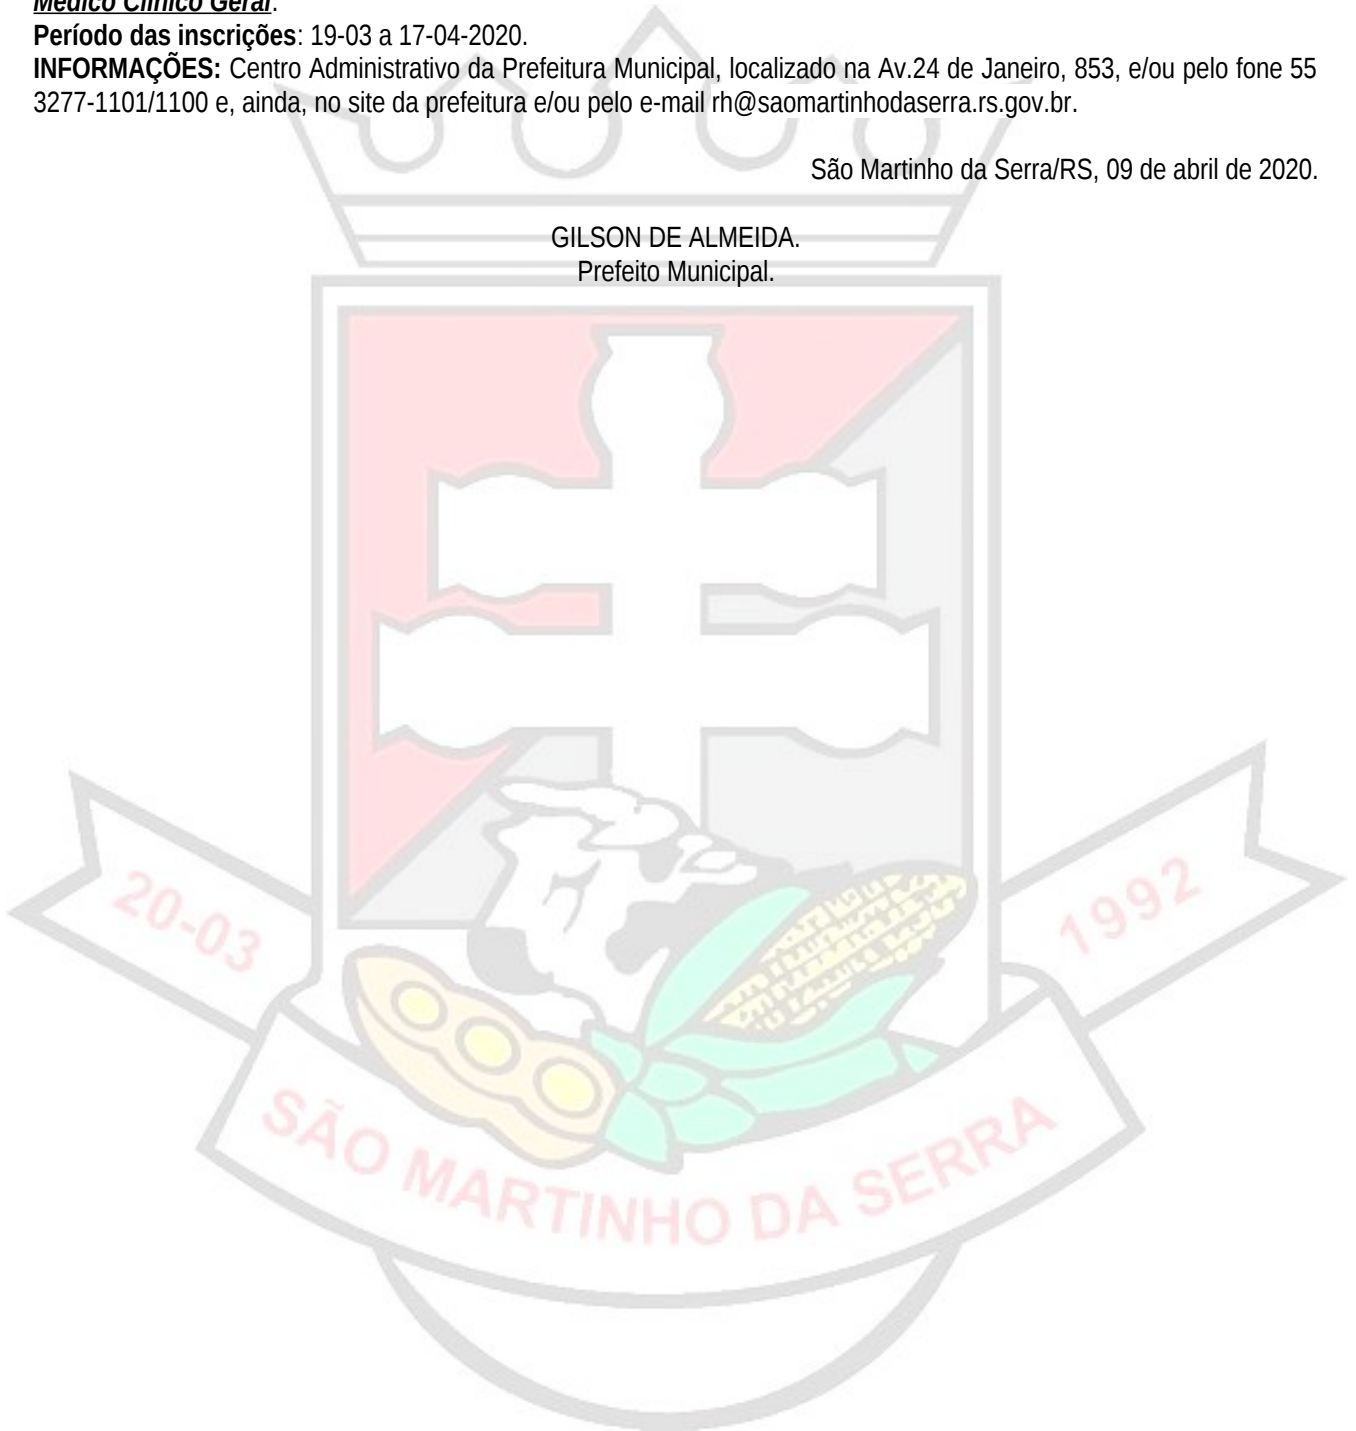 Médico Clínico Geral.
Período das inscrições: 19-03 a 17-04-2020.
INFORMAÇÕES: Centro Administrativo da Prefeitura Municipal, localizado na Av.24 de Janeiro, 853, e/ou pelo fone 55
3277-1101/1100 e, ainda, no site da prefeitura e/ou pelo e-mail rh@saomartinhodaserra.rs.gov.br.
São Martinho da Serra/RS, 09 de abril de 2020.
GILSON DE ALMEIDA.
Prefeito Municipal.
20-03
1992
SÃO MARTINHO DA SERRA